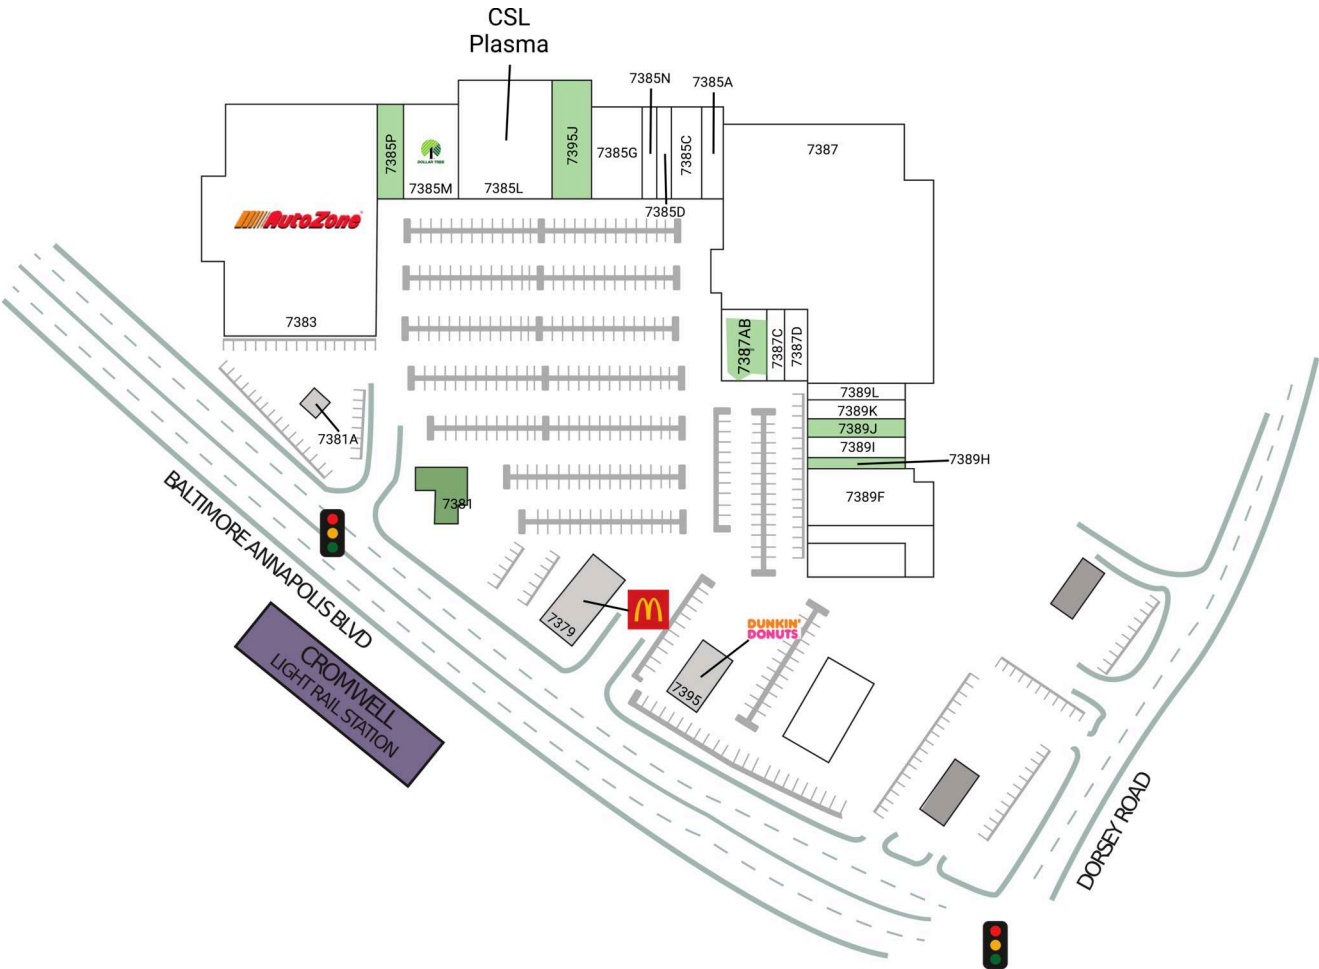 CSL
Plasma
7385N
7385A
7385P
DOLLAR TREE
7385M
7385L
7395J
7385G
7385D
7385C
7387
AutoZone
7383
7387AB
7387C
7387D
7389L
7389K
7389J
7389I
7389H
7389F
7381A
7381
BALTIMORE ANNAPOLIS BLVD
7379
DUNKIN'
DONUTS
7395
CROMWELL
LIGHT RAIL STATION
DORSEY ROAD